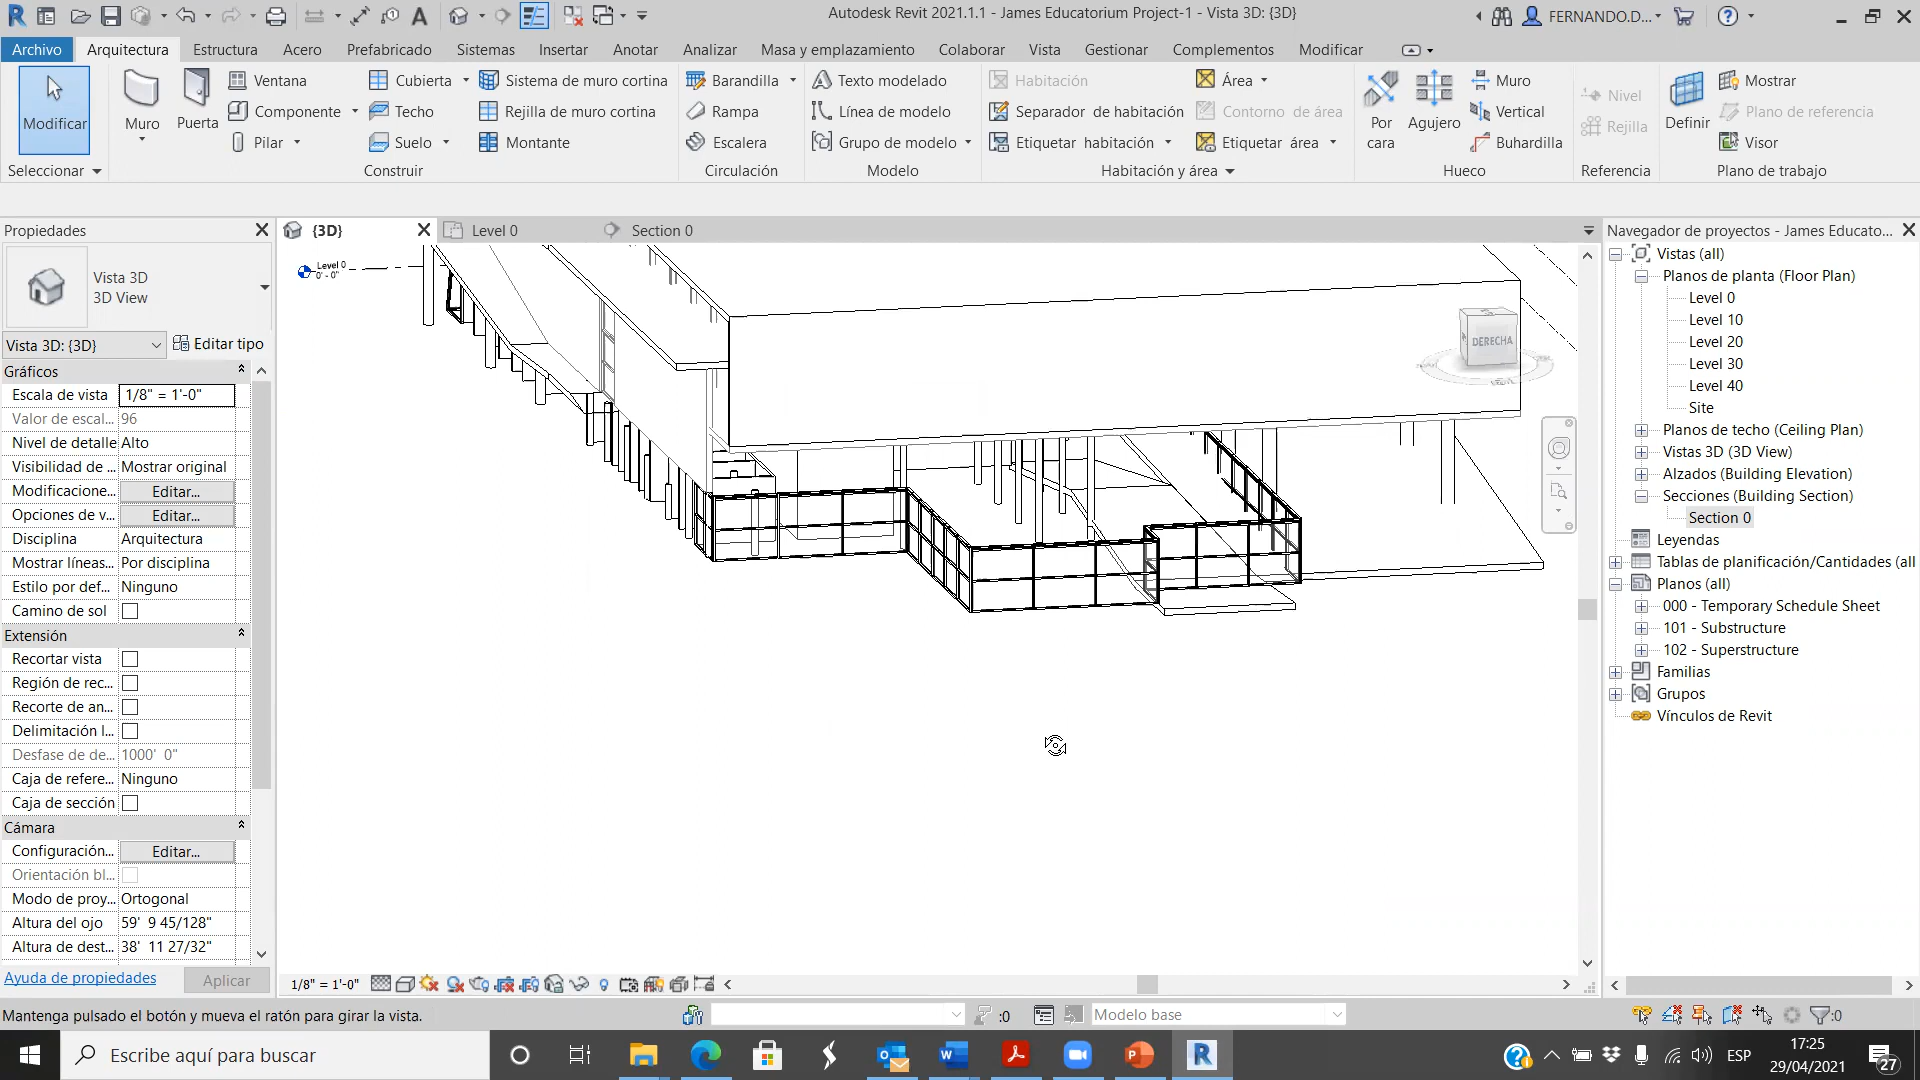 Autodesk Revit 2021.1.1 - James Educatorium Project-1 - Vista 3D: {3D}
FERNANDO.D...
Archivo Arquitectura Estructura Acero Prefabricado Sistemas Insertar Anotar Analizar Masa y emplazamiento Colaborar Vista Gestionar Complementos Modificar
Modificar
Muro
Puerta
Ventana
Componente
Pilar
Cubierta
Techo
Suelo
Sistema de muro cortina
Rejilla de muro cortina
Montante
Barandilla
Rampa
Escalera
Texto modelado
Línea de modelo
Grupo de modelo
Habitación
Separador de habitación
Etiquetar habitación
Área
Contorno de área
Etiquetar área
Por cara
Agujero
Muro
Vertical
Buhardilla
Nivel
Rejilla
Definir
Mostrar
Plano de referencia
Visor
Seleccionar Construir Circulación Modelo Habitación y área Hueco Referencia Plano de trabajo
Propiedades
Vista 3D
3D View
Vista 3D: {3D} Editar tipo
Gráficos
Escala de vista 1/8" = 1'-0"
Valor de escal... 96
Nivel de detalle Alto
Visibilidad de ... Mostrar original
Modificacione... Editar...
Opciones de v... Editar...
Disciplina Arquitectura
Mostrar líneas... Por disciplina
Estilo por def... Ninguno
Camino de sol
Extensión
Recortar vista
Región de rec...
Recorte de an...
Delimitación l...
Desfase de de... 1000' 0"
Caja de refere... Ninguno
Caja de sección
Cámara
Configuración... Editar...
Orientación bl...
Modo de proy... Ortogonal
Altura del ojo 59' 9 45/128"
Altura de dest... 38' 11 27/32"
Ayuda de propiedades Aplicar
{3D} Level 0 Section 0
Level 0
0' - 0"
DERECHA
1/8" = 1'-0"
Navegador de proyectos - James Educato...
Vistas (all)
Planos de planta (Floor Plan)
Level 0
Level 10
Level 20
Level 30
Level 40
Site
Planos de techo (Ceiling Plan)
Vistas 3D (3D View)
Alzados (Building Elevation)
Secciones (Building Section)
Section 0
Leyendas
Tablas de planificación/Cantidades (all
Planos (all)
000 - Temporary Schedule Sheet
101 - Substructure
102 - Superstructure
Familias
Grupos
Vínculos de Revit
Mantenga pulsado el botón y mueva el ratón para girar la vista.
:0
Modelo base
:0
Escribe aquí para buscar
ESP
17:25
29/04/2021
27